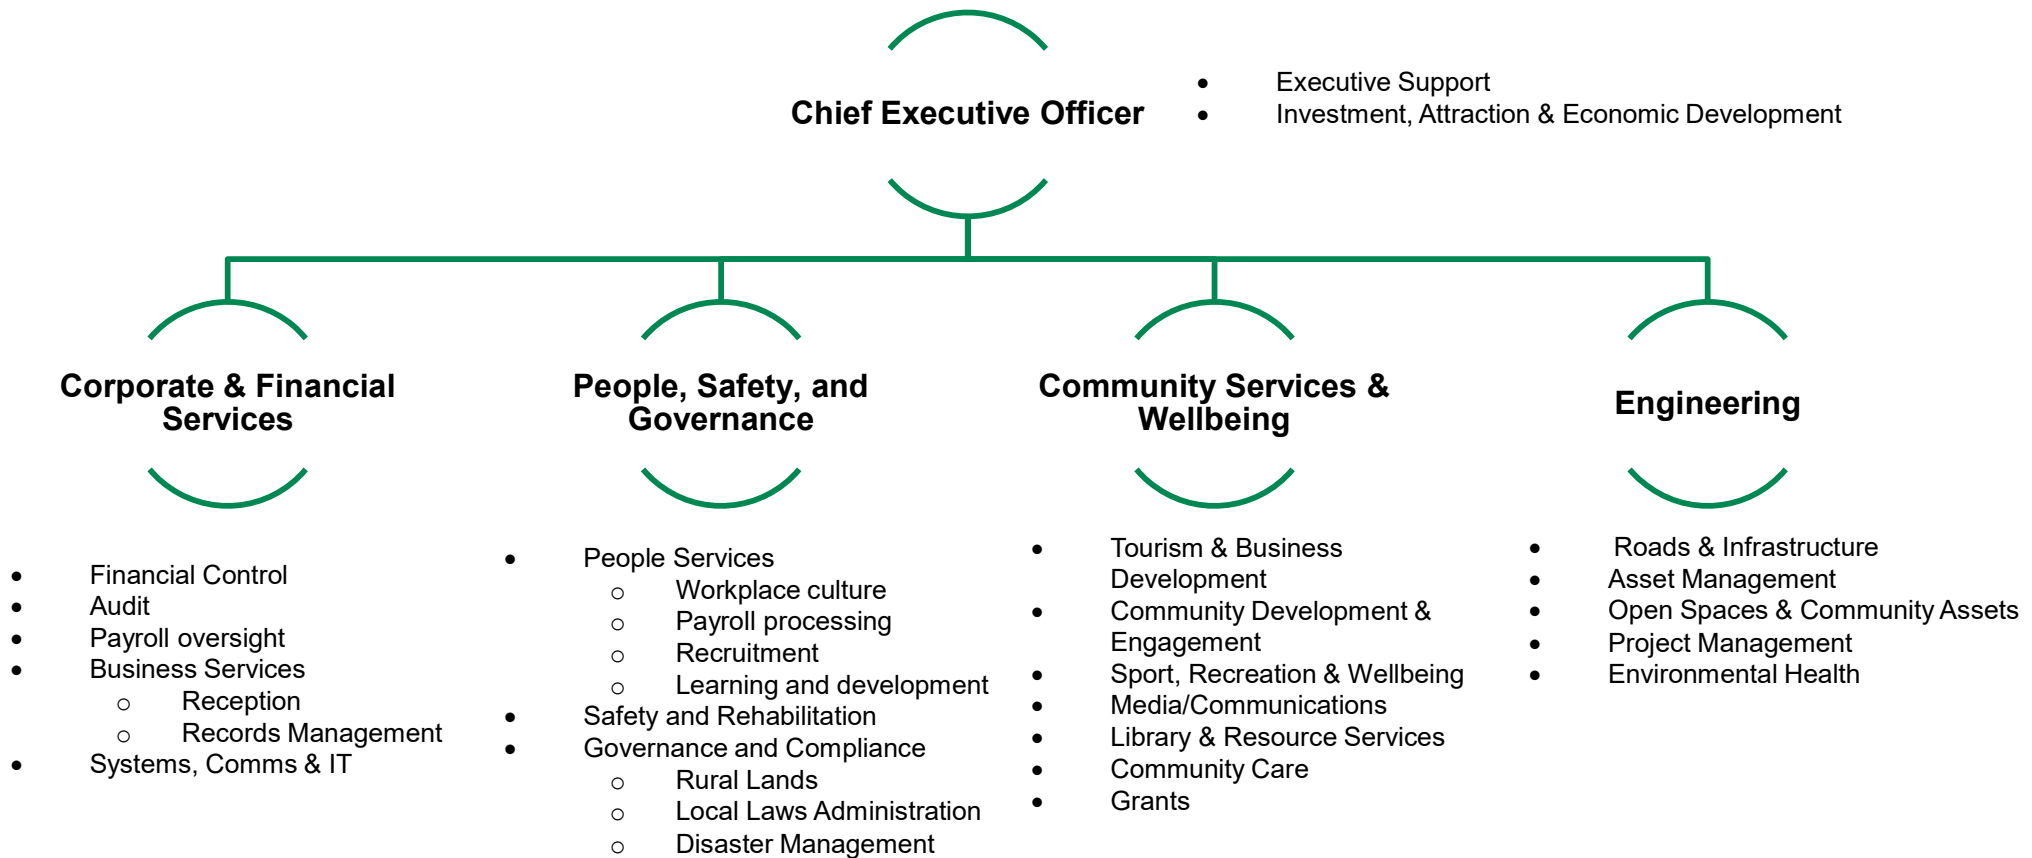 Chief Executive Officer
• Executive Support
• Investment, Attraction & Economic Development
Corporate & Financial
Services
• Financial Control
• Audit
• Payroll oversight
• Business Services
o Reception
o Records Management
• Systems, Comms & IT
People, Safety, and
Governance
• People Services
o Workplace culture
o Payroll processing
o Recruitment
o Learning and development
• Safety and Rehabilitation
• Governance and Compliance
o Rural Lands
o Local Laws Administration
o Disaster Management
Community Services &
Wellbeing
• Tourism & Business
Development
• Community Development &
Engagement
• Sport, Recreation & Wellbeing
• Media/Communications
• Library & Resource Services
• Community Care
• Grants
Engineering
• Roads & Infrastructure
• Asset Management
• Open Spaces & Community Assets
• Project Management
• Environmental Health